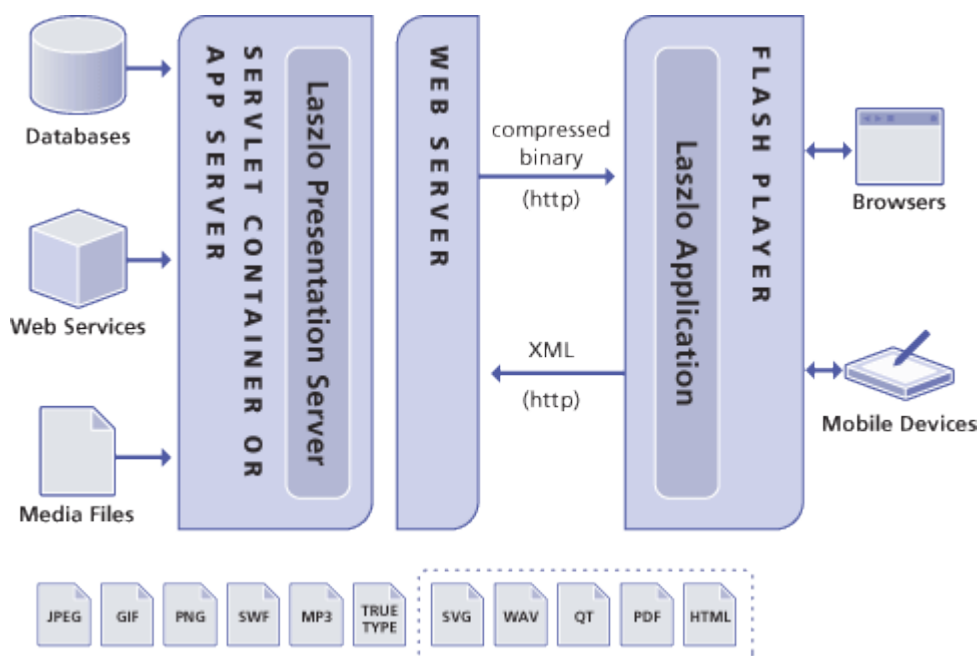 Databases
Web Services
Media Files
SERVLET CONTAINER OR
APP SERVER
Laszlo Presentation Server
WEB SERVER
compressed
binary
(http)
XML
(http)
Laszlo Application
FLASH PLAYER
Browsers
Mobile Devices
JPEG
GIF
PNG
SWF
MP3
TRUE
TYPE
SVG
WAV
QT
PDF
HTML